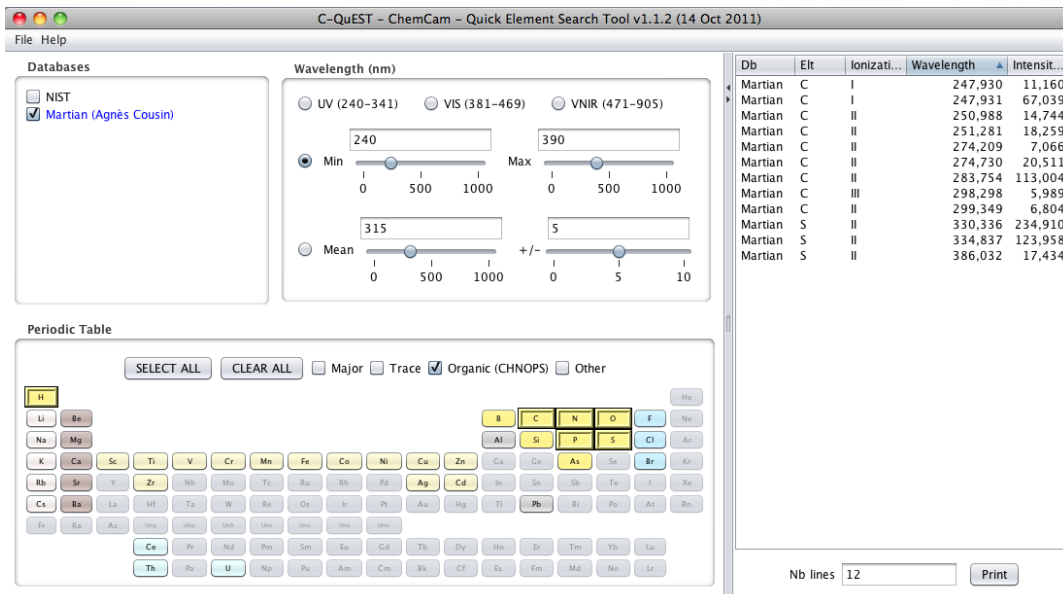 C-QuEST - ChemCam - Quick Element Search Tool v1.1.2 (14 Oct 2011)
File Help
Databases
NIST
Martian (Agnès Cousin)
Wavelength (nm)
UV (240-341) VIS (381-469) VNIR (471-905)
240 390
Min Max
0 500 1000 0 500 1000
315 5
Mean +/-
0 500 1000 0 5 10
Periodic Table
SELECT ALL CLEAR ALL Major Trace Organic (CHNOPS) Other
H He
Li Be B C N O F Ne
Na Mg Al Si P S Cl Ar
K Ca Sc Ti V Cr Mn Fe Co Ni Cu Zn Ga Ge As Se Br Kr
Rb Sr Y Zr Nb Mo Tc Ru Rh Pd Ag Cd In Sn Sb Te I Xe
Cs Ba La Hf Ta W Re Os Ir Pt Au Hg Tl Pb Bi Po At Rn
Fr Ra Ac Unq Unp Unh Uns Uno Une Unn
Ce Pr Nd Pm Sm Eu Gd Tb Dy Ho Er Tm Yb Lu
Th Pa U Np Pu Am Cm Bk Cf Es Fm Md No Lr
Db Elt Ionizati... Wavelength Intensit...
Martian C I 247,930 11,160
Martian C I 247,931 67,039
Martian C II 250,988 14,744
Martian C II 251,281 18,259
Martian C II 274,209 7,066
Martian C II 274,730 20,511
Martian C II 283,754 113,004
Martian C III 298,298 5,989
Martian C II 299,349 6,804
Martian S II 330,336 234,910
Martian S II 334,837 123,958
Martian S II 386,032 17,434
Nb lines 12 Print